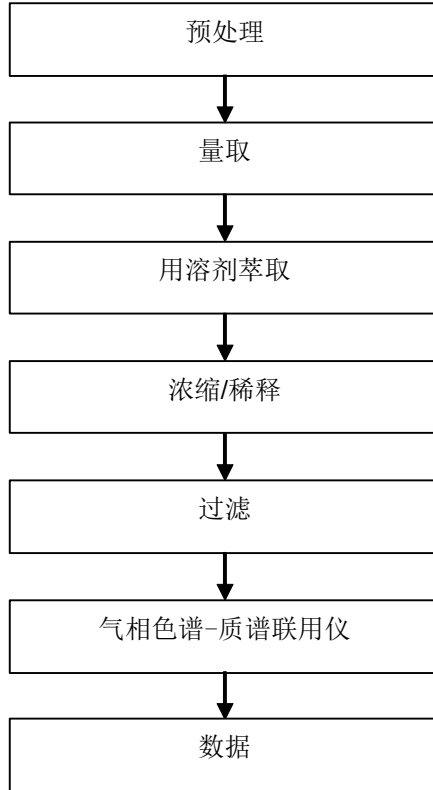 预处理
量取
用溶剂萃取
浓缩/稀释
过滤
气相色谱-质谱联用仪
数据